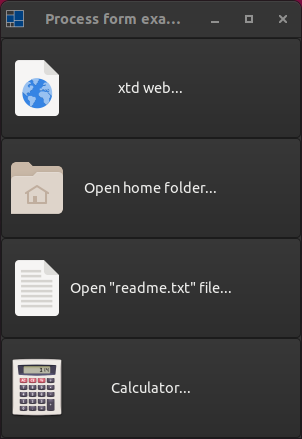 Process form exa...
xtd web...
Open home folder...
Open "readme.txt" file...
Calculator...